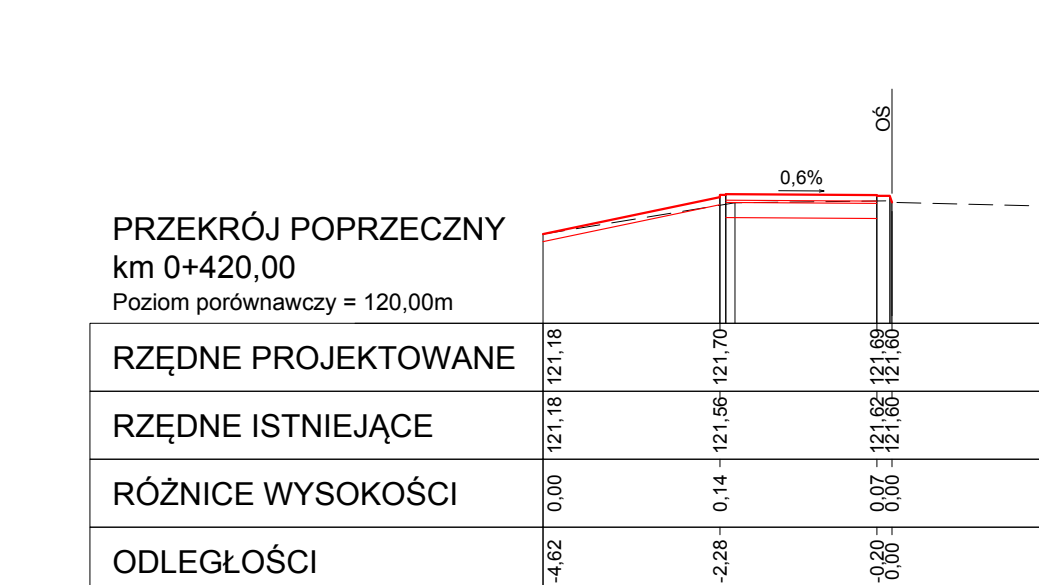 OŚ
0,6%
PRZEKRÓJ POPRZECZNY
km 0+420,00
Poziom porównawczy = 120,00m
RZĘDNE PROJEKTOWANE 121,18 121,70 121,69 121,60
RZĘDNE ISTNIEJĄCE 121,18 121,56 121,62 121,60
RÓŻNICE WYSOKOŚCI 0,00 0,14 0,07 0,00
ODLEGŁOŚCI -4,62 -2,28 -0,20 0,00